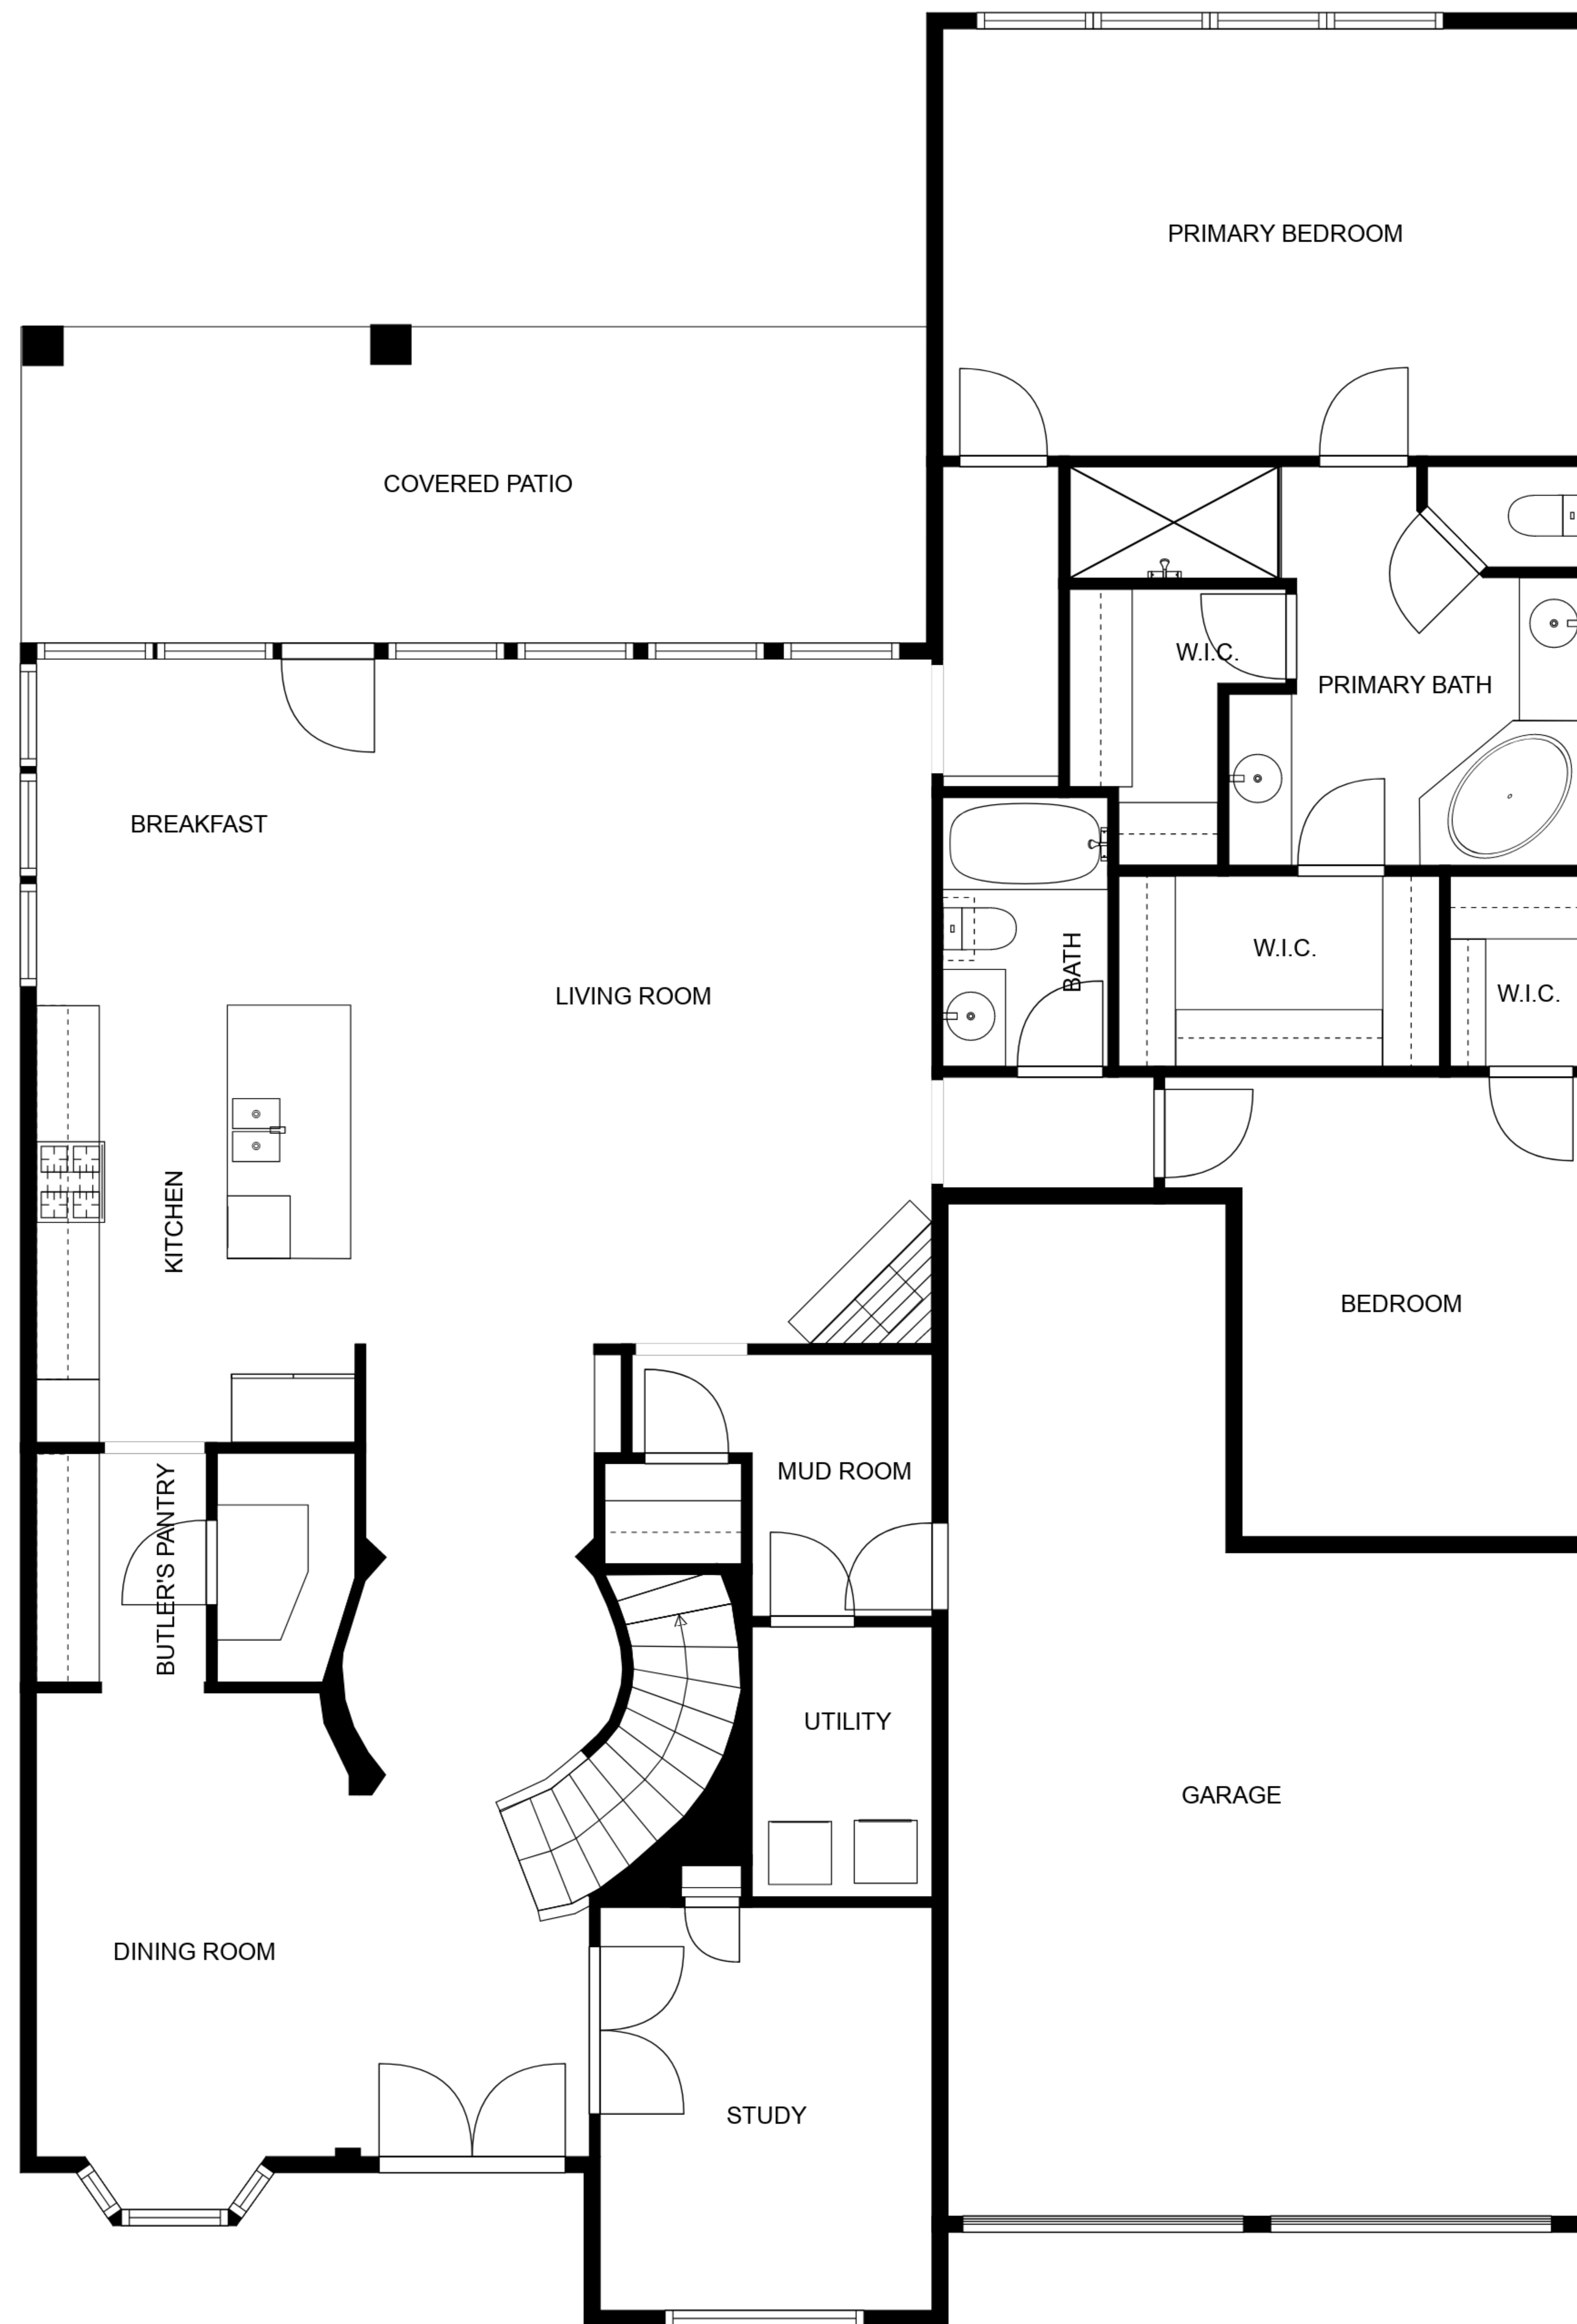 PRIMARY BEDROOM
COVERED PATIO
W.I.C.
PRIMARY BATH
BREAKFAST
BATH
W.I.C.
LIVING ROOM
W.I.C.
KITCHEN
BEDROOM
MUD ROOM
BUTLER'S PANTRY
UTILITY
GARAGE
DINING ROOM
STUDY